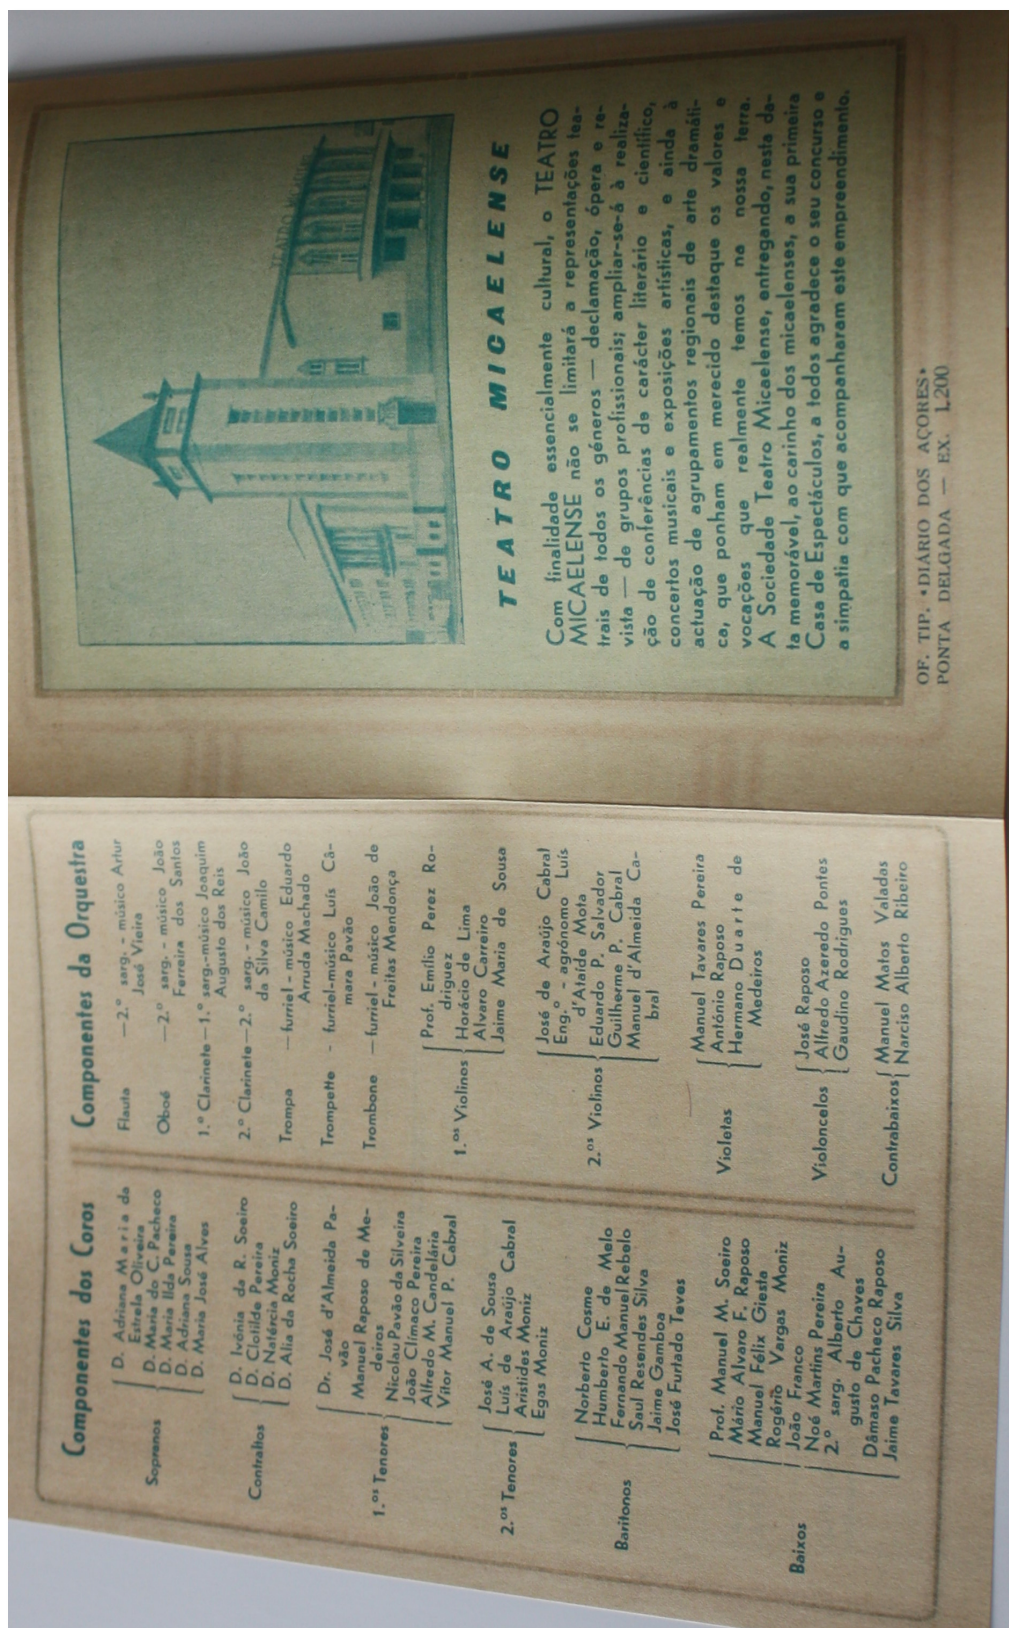 Componentes dos Coros
Sopranos
D. Adriana Maria da
Estrela Oliveira
D. Maria do C. Pacheco
D. Maria Ilda Pereira
D. Adriana Sousa
D. Maria José Alves
Contraltos
D. Ivónia da R. Soeiro
D. Clotilde Pereira
D. Natércia Moniz
D. Alia da Rocha Soeiro
1.os Tenores
Dr. José d'Almeida Pa-
vão
Manuel Raposo de Me-
deiros
Nicolau Pavão da Silveira
João Clímaco Pereira
Alfredo M. Candelária
Vitor Manuel P. Cabral
2.os Tenores
José A. de Sousa
Luís de Araújo Cabral
Aristides Moniz
Egas Moniz
Barítonos
Norberto Cosme
Humberto E. de Melo
Fernando Manuel Rebelo
Saul Resendes Silva
Jaime Gamboa
José Furtado Teves
Baixos
Prof. Manuel M. Soeiro
Mário Alvaro F. Raposo
Manuel Félix Giesta
Rogério Vargas Moniz
João Franco
Noé Martins Pereira
2.º sarg. Alberto Au-
gusto de Chaves
Dâmaso Pacheco Raposo
Jaime Tavares Silva
Componentes da Orquestra
Flauta —2.º sarg. - músico Artur
José Vieira
Oboé —2.º sarg. - músico João
Ferreira dos Santos
1.º Clarinete—1.º sarg.-músico Joaquim
Augusto dos Reis
2.º Clarinete—2.º sarg. - músico João
da Silva Camilo
Trompa —furriel - músico Eduardo
Arruda Machado
Trompette - furriel-músico Luís Câ-
mara Pavão
Trombone —furriel - músico João de
Freitas Mendonça
1.os Violinos
Prof. Emílio Perez Ro-
driguez
Horácio de Lima
Alvaro Carreiro
Jaime Maria de Sousa
2.os Violinos
José de Araújo Cabral
Eng.º - agrónomo Luís
d'Ataíde Mota
Eduardo P. Salvador
Guilherme P. Cabral
Manuel d'Almeida Ca-
bral
Violetas
Manuel Tavares Pereira
António Raposo
Hermano Duarte de
Medeiros
Violoncelos
José Raposo
Alfredo Azeredo Pontes
Gaudino Rodrigues
Contrabaixos
Manuel Matos Valadas
Narciso Alberto Ribeiro
TEATRO MICAELENSE
TEATRO MICAELENSE
Com finalidade essencialmente cultural, o TEATRO
MICAELENSE não se limitará a representações tea-
trais de todos os géneros — declamação, ópera e re-
vista — de grupos profissionais; ampliar-se-á à realiza-
ção de conferências de carácter literário e científico,
concertos musicais e exposições artísticas, e ainda à
actuação de agrupamentos regionais de arte dramáti-
ca, que ponham em merecido destaque os valores e
vocações que realmente temos na nossa terra.
A Sociedade Teatro Micaelense, entregando, nesta da-
ta memorável, ao carinho dos micaelenses, a sua primeira
Casa de Espectáculos, a todos agradece o seu concurso e
a simpatia com que acompanharam este empreendimento.
OF. TIP. «DIÁRIO DOS AÇORES»
PONTA DELGADA — EX. 1.200